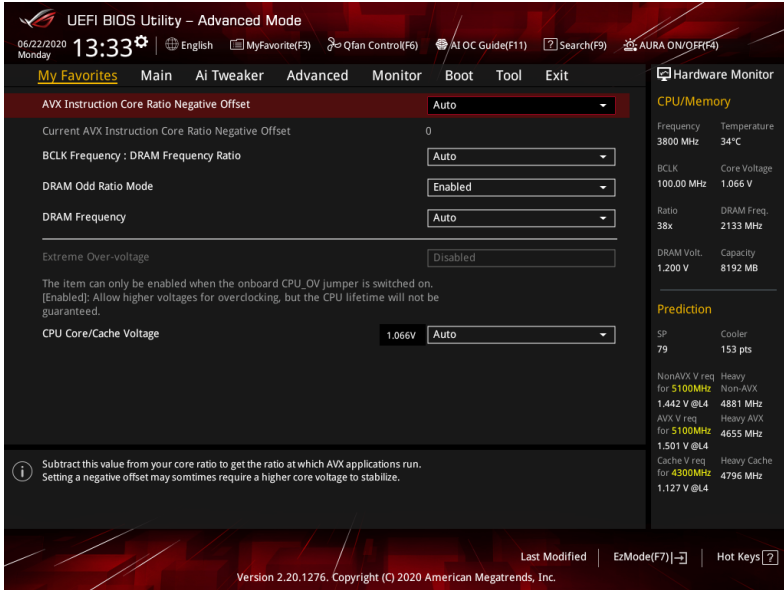 UEFI BIOS Utility – Advanced Mode
06/22/2020 Monday 13:33 English MyFavorite(F3) Qfan Control(F6) AI OC Guide(F11) ? Search(F9) AURA ON/OFF(F4)
My Favorites Main Ai Tweaker Advanced Monitor Boot Tool Exit
AVX Instruction Core Ratio Negative Offset Auto
Current AVX Instruction Core Ratio Negative Offset 0
BCLK Frequency : DRAM Frequency Ratio Auto
DRAM Odd Ratio Mode Enabled
DRAM Frequency Auto
Extreme Over-voltage Disabled
The item can only be enabled when the onboard CPU_OV jumper is switched on.
[Enabled]: Allow higher voltages for overclocking, but the CPU lifetime will not be
guaranteed.
CPU Core/Cache Voltage 1.066V Auto
i Subtract this value from your core ratio to get the ratio at which AVX applications run.
Setting a negative offset may somtimes require a higher core voltage to stabilize.
Hardware Monitor
CPU/Memory
Frequency Temperature
3800 MHz 34°C
BCLK Core Voltage
100.00 MHz 1.066 V
Ratio DRAM Freq.
38x 2133 MHz
DRAM Volt. Capacity
1.200 V 8192 MB
Prediction
SP Cooler
79 153 pts
NonAVX V req Heavy
for 5100MHz Non-AVX
1.442 V @L4 4881 MHz
AVX V req Heavy AVX
for 5100MHz 4655 MHz
1.501 V @L4
Cache V req Heavy Cache
for 4300MHz 4796 MHz
1.127 V @L4
Last Modified EzMode(F7) Hot Keys ?
Version 2.20.1276. Copyright (C) 2020 American Megatrends, Inc.